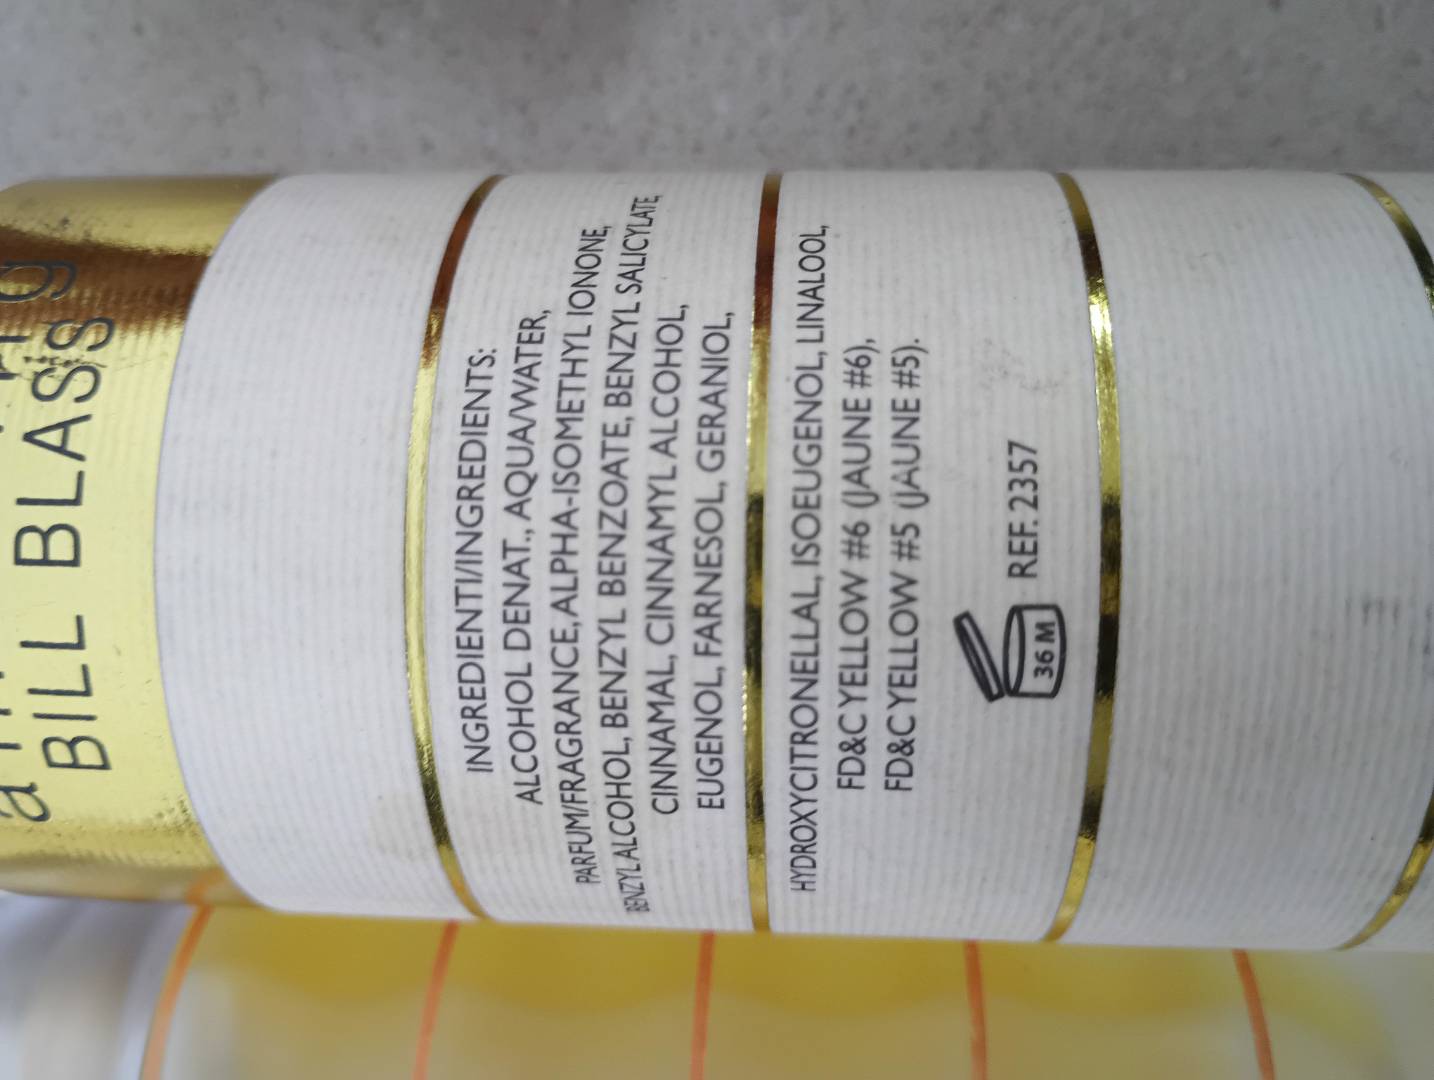 BILL BLASS
INGREDIENTI/INGREDIENTS:
ALCOHOL DENAT., AQUA/WATER,
PARFUM/FRAGRANCE, ALPHA-ISOMETHYL IONONE,
BENZYL ALCOHOL, BENZYL BENZOATE, BENZYL SALICYLATE,
CINNAMAL, CINNAMYL ALCOHOL,
EUGENOL, FARNESOL, GERANIOL,
HYDROXYCITRONELLAL, ISOEUGENOL, LINALOOL,
FD&C YELLOW #6 (JAUNE #6),
FD&C YELLOW #5 (JAUNE #5).
36 M REF. 2357